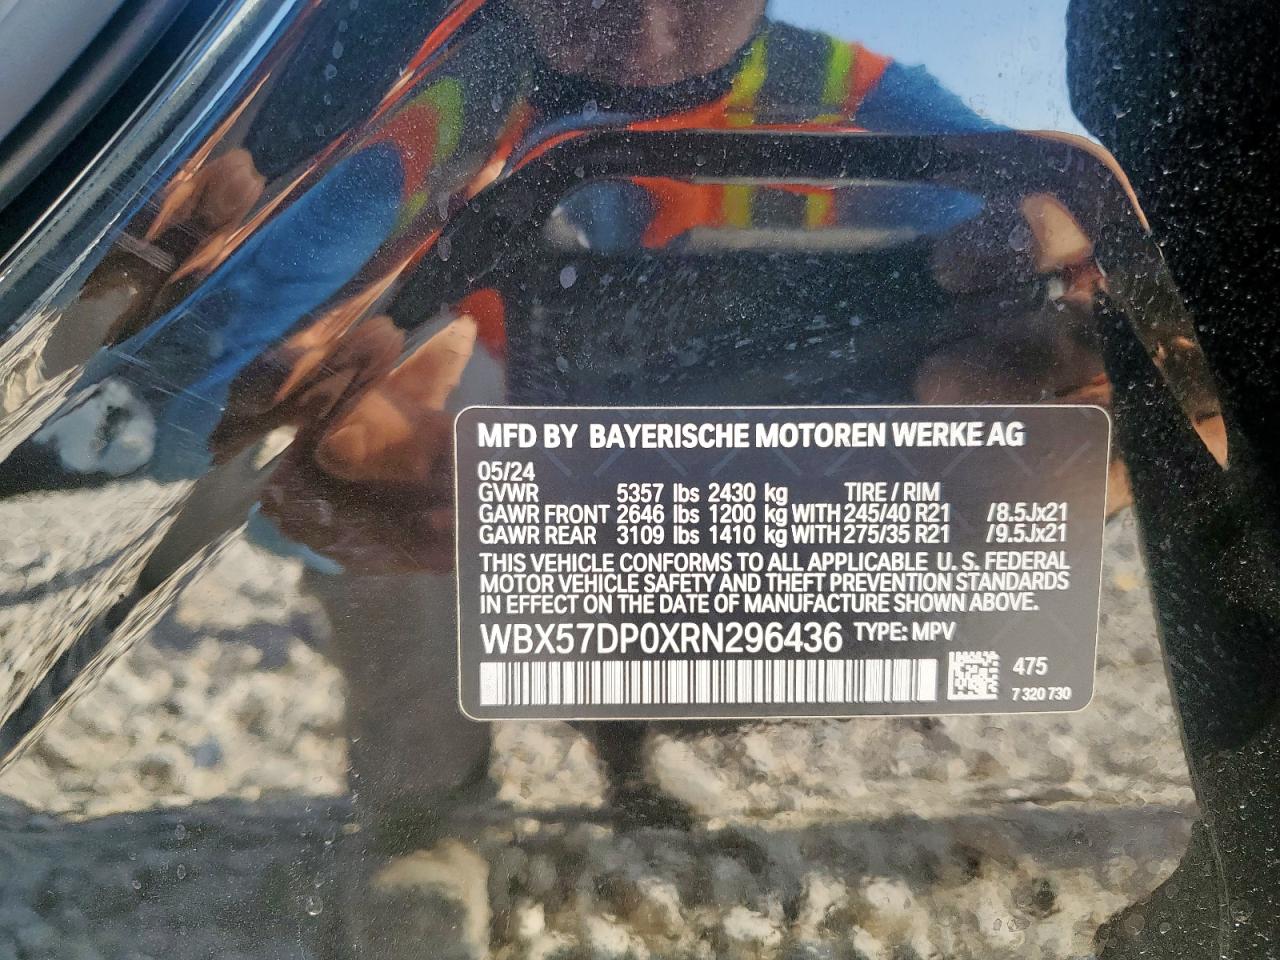 MFD BY BAYERISCHE MOTOREN WERKE AG
05/24
GVWR 5357 lbs 2430 kg TIRE / RIM
GAWR FRONT 2646 lbs 1200 kg WITH 245/40 R21 /8.5Jx21
GAWR REAR 3109 lbs 1410 kg WITH 275/35 R21 /9.5Jx21
THIS VEHICLE CONFORMS TO ALL APPLICABLE U. S. FEDERAL
MOTOR VEHICLE SAFETY AND THEFT PREVENTION STANDARDS
IN EFFECT ON THE DATE OF MANUFACTURE SHOWN ABOVE.
WBX57DP0XRN296436 TYPE: MPV
475
7 320 730